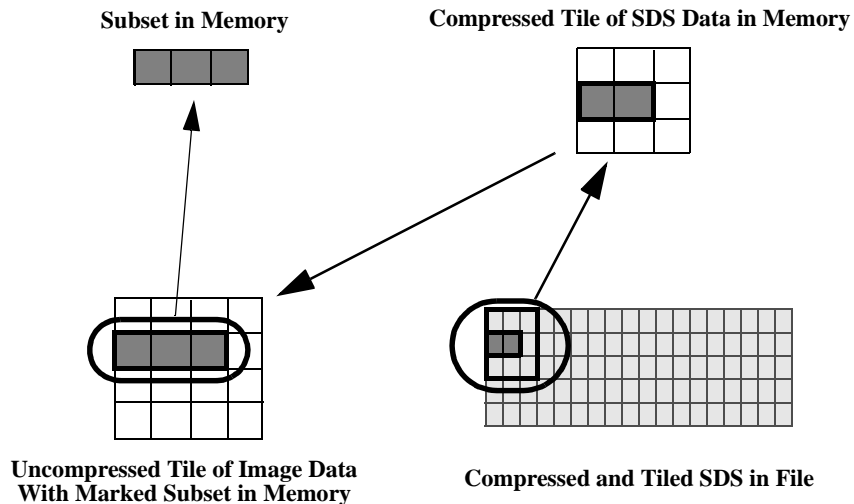 Subset in Memory
Compressed Tile of SDS Data in Memory
Uncompressed Tile of Image Data
With Marked Subset in Memory
Compressed and Tiled SDS in File